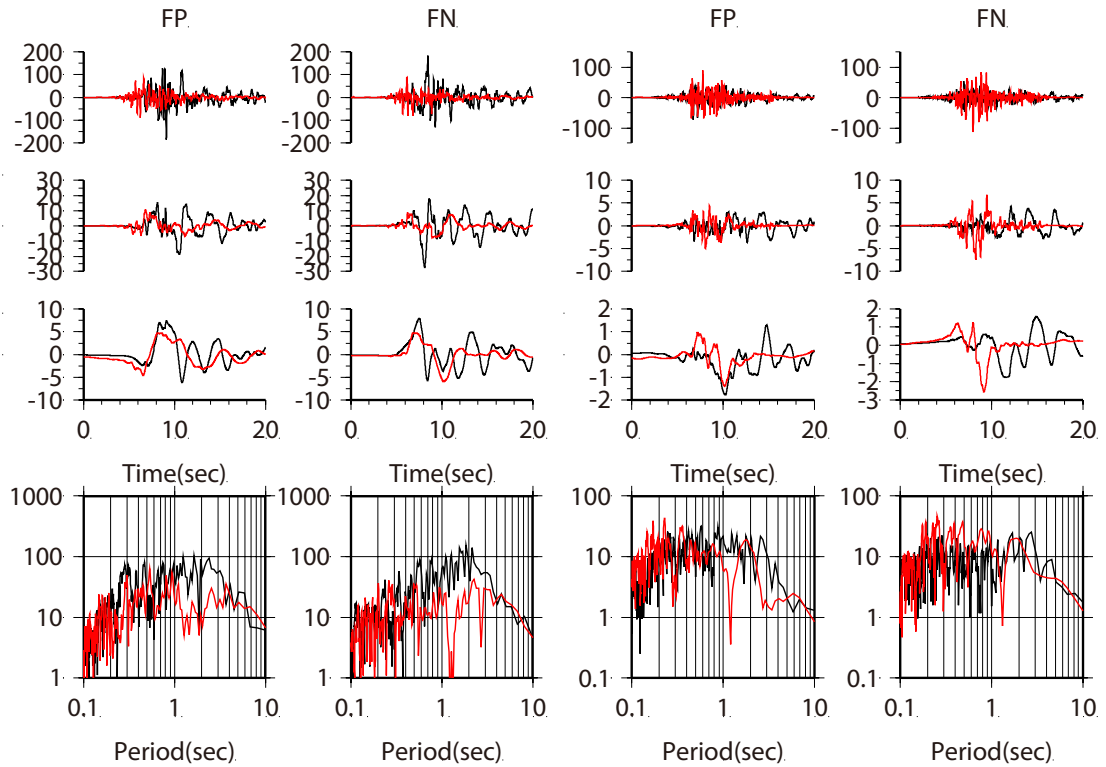 FP FN FP FN
200 200
100 100 100 100
0 0 0 0
-100 -100 -100 -100
-200 -200
30 30 10 10
20 20 5 5
10 10
0 0 0 0
-10 -10
-20 -20 -5 -5
-30 -30 -10 -10
10 10 2 2
5 5 1 1
0 0 0 0
-5 -5 -1 -1
-2
-10 -10 -2 -3
0. 10. 20. 0. 10. 20. 0. 10. 20. 0. 10. 20.
Time(sec) Time(sec) Time(sec) Time(sec)
1000 1000 100 100
100 100 10 10
10 10 1 1
1 1 0.1 0.1
0.1 1 10 0.1 1 10 0.1 1 10 0.1 1 10
Period(sec) Period(sec) Period(sec) Period(sec)